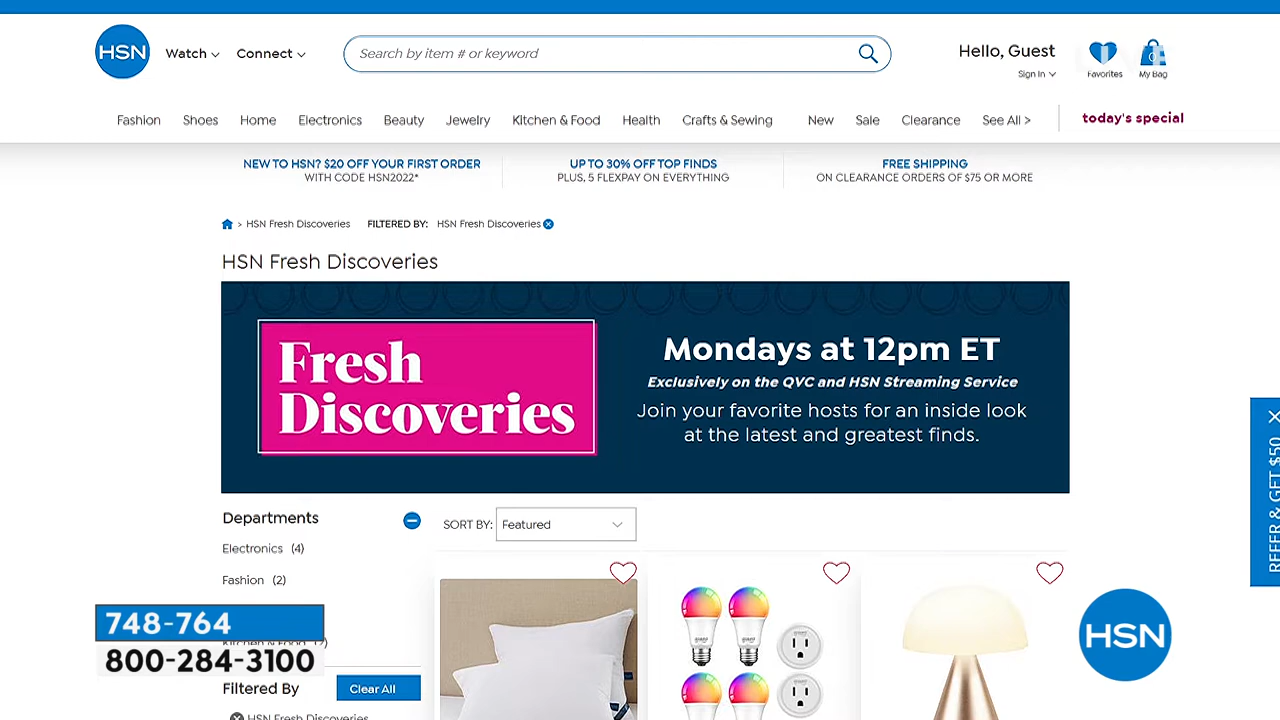 HSN
Watch
Connect
Search by item # or keyword
Hello, Guest
Sign In
Favorites
0
My Bag
Fashion
Shoes
Home
Electronics
Beauty
Jewelry
Kitchen & Food
Health
Crafts & Sewing
New
Sale
Clearance
See All >
today's special
NEW TO HSN? $20 OFF YOUR FIRST ORDER
WITH CODE HSN2022*
UP TO 30% OFF TOP FINDS
PLUS, 5 FLEXPAY ON EVERYTHING
FREE SHIPPING
ON CLEARANCE ORDERS OF $75 OR MORE
> HSN Fresh Discoveries
FILTERED BY: HSN Fresh Discoveries
HSN Fresh Discoveries
Fresh
Discoveries
Mondays at 12pm ET
Exclusively on the QVC and HSN Streaming Service
Join your favorite hosts for an inside look
at the latest and greatest finds.
REFER & GET $50
Departments
SORT BY: Featured
Electronics (4)
Fashion (2)
748-764
Kitchen & Food (2)
800-284-3100
Filtered By
Clear All
HSN Fresh Discoveries
HSN